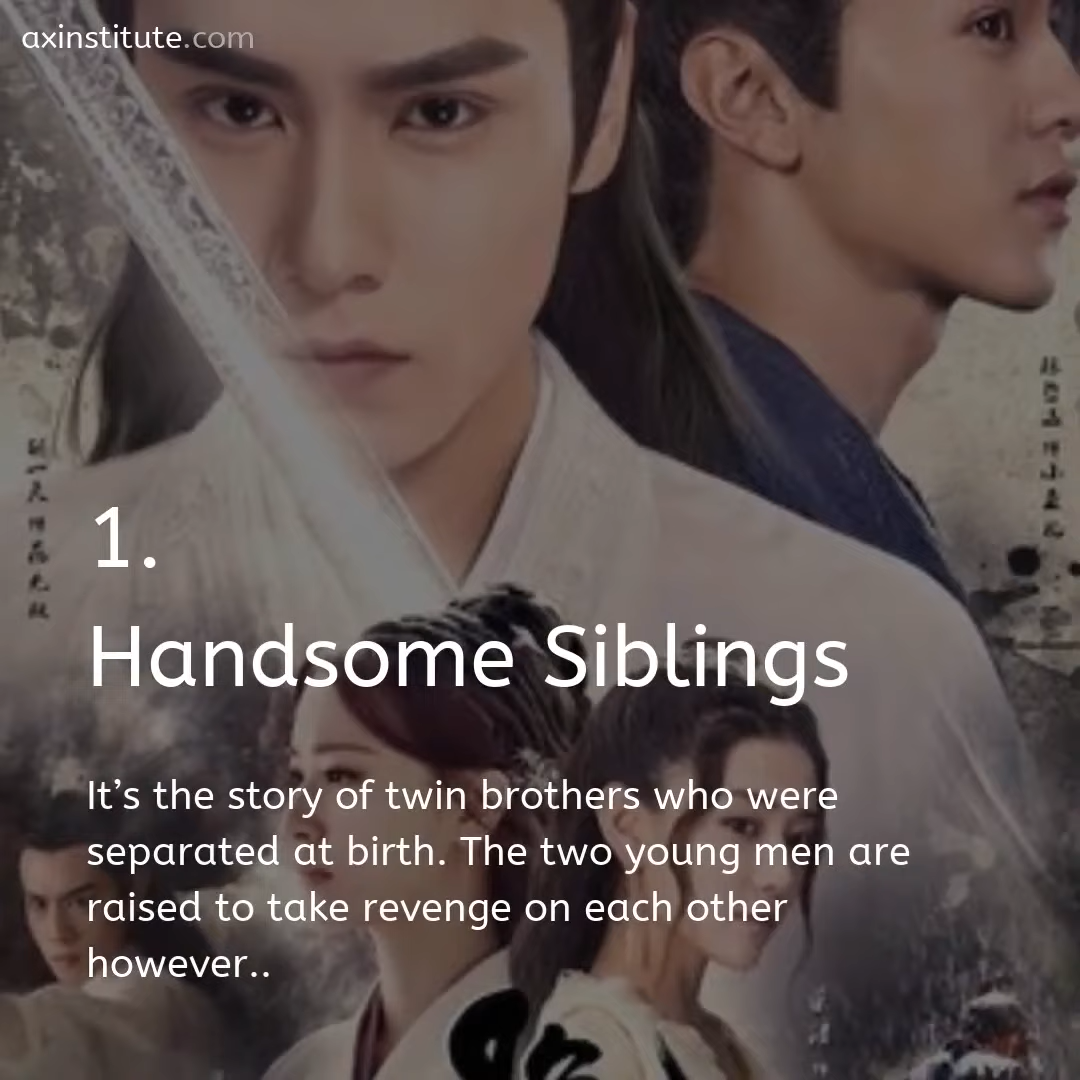 axinstitute.com
1.
Handsome Siblings
It’s the story of twin brothers who were
separated at birth. The two young men are
raised to take revenge on each other
however..